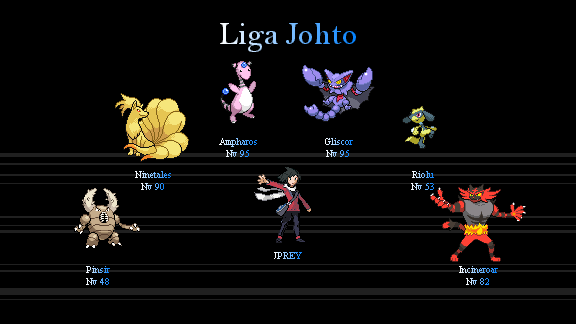 Liga Johto
Ampharos
Nv 95
Gliscor
Nv 95
Ninetales
Nv 90
Riolu
Nv 53
JPREY
Pinsir
Nv 48
Incineroar
Nv 82